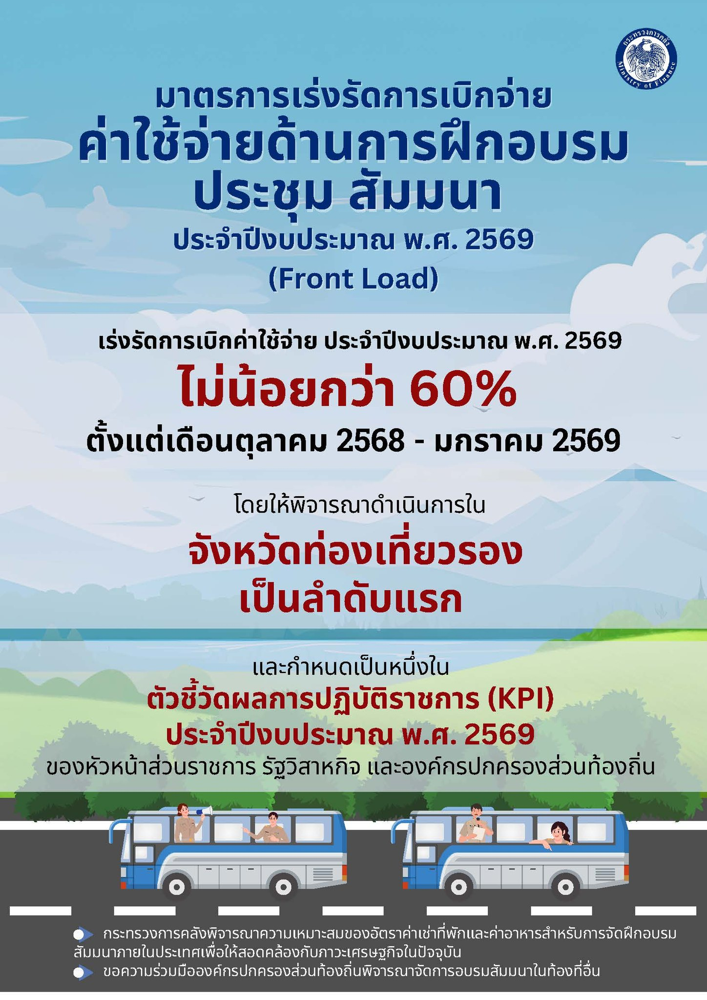 กระทรวงการคลัง
Ministry of Finance
มาตรการเร่งรัดการเบิกจ่าย
ค่าใช้จ่ายด้านการฝึกอบรม
ประชุม สัมมนา
ประจำปีงบประมาณ พ.ศ. 2569
(Front Load)
เร่งรัดการเบิกค่าใช้จ่าย ประจำปีงบประมาณ พ.ศ. 2569
ไม่น้อยกว่า 60%
ตั้งแต่เดือนตุลาคม 2568 - มกราคม 2569
โดยให้พิจารณาดำเนินการใน
จังหวัดท่องเที่ยวรอง
เป็นลำดับแรก
และกำหนดเป็นหนึ่งใน
ตัวชี้วัดผลการปฏิบัติราชการ (KPI)
ประจำปีงบประมาณ พ.ศ. 2569
ของหัวหน้าส่วนราชการ รัฐวิสาหกิจ และองค์กรปกครองส่วนท้องถิ่น
กระทรวงการคลังพิจารณาความเหมาะสมของอัตราค่าเช่าที่พักและค่าอาหารสำหรับการจัดฝึกอบรม
สัมมนาภายในประเทศเพื่อให้สอดคล้องกับภาวะเศรษฐกิจในปัจจุบัน
ขอความร่วมมือองค์กรปกครองส่วนท้องถิ่นพิจารณาจัดการอบรมสัมมนาในท้องที่อื่น